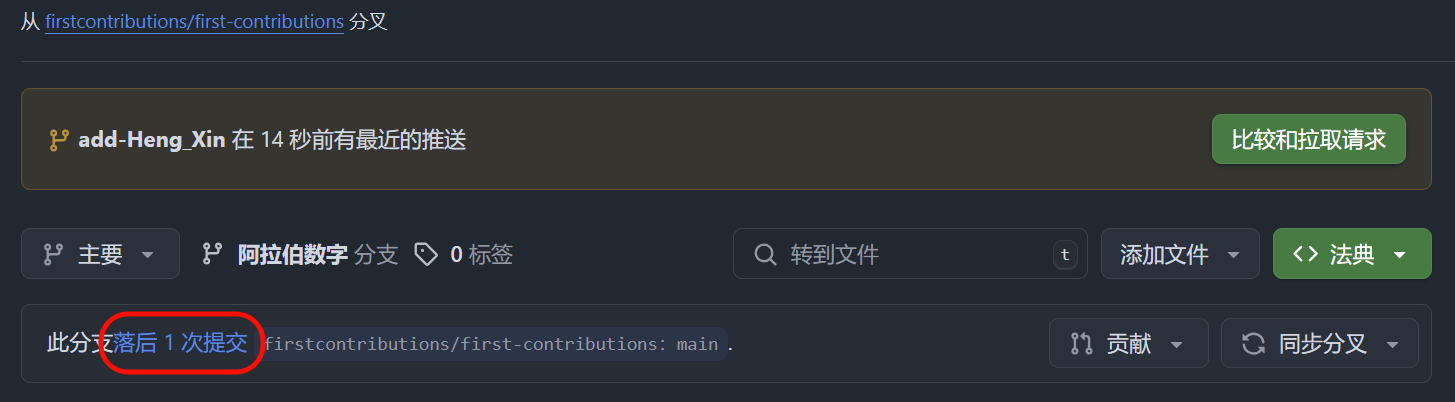 从 firstcontributions/first-contributions 分叉
add-Heng_Xin 在 14 秒前有最近的推送
比较和拉取请求
主要
阿拉伯数字 分支
0 标签
转到文件
t
添加文件
法典
此分支落后 1 次提交 firstcontributions/first-contributions: main .
贡献
同步分叉